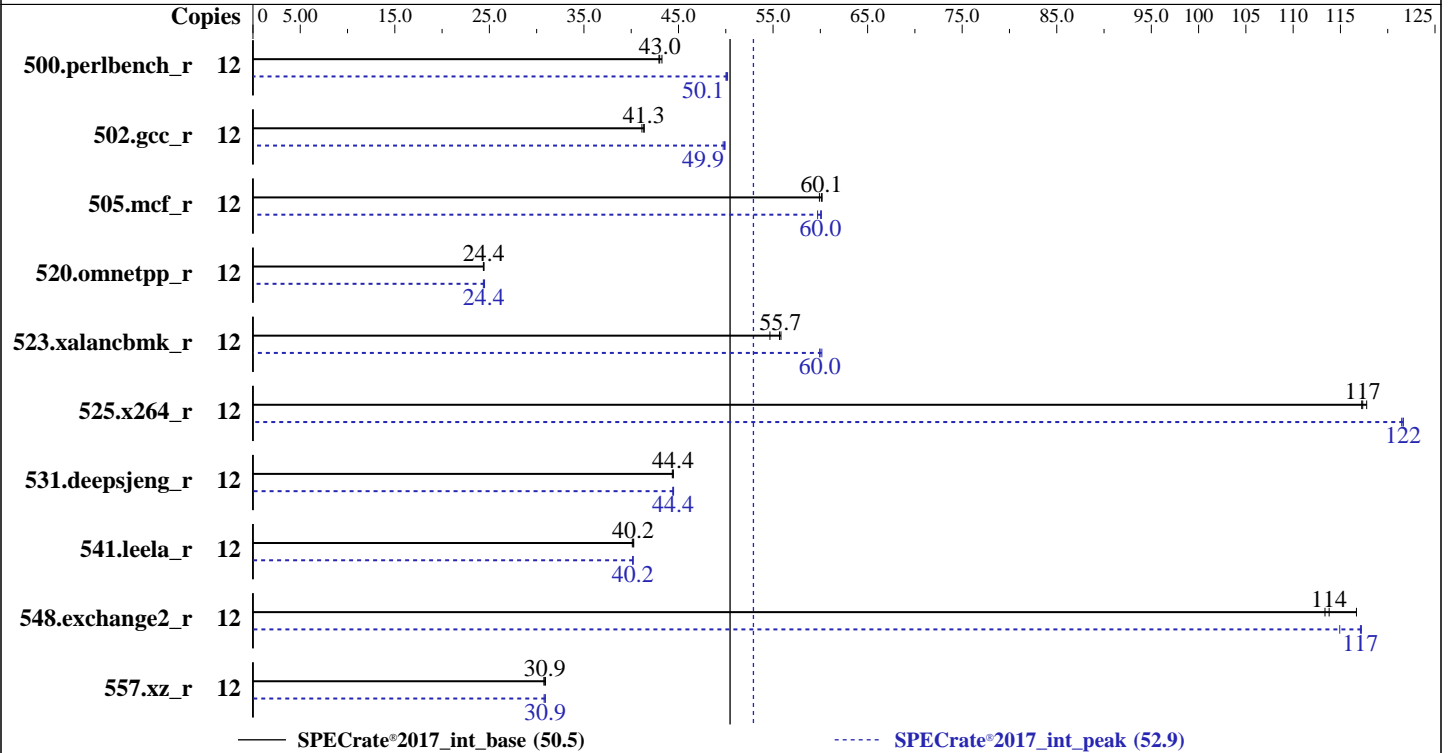 Copies 0 5.00 15.0 25.0 35.0 45.0 55.0 65.0 75.0 85.0 95.0 100 105 110 115 125
43.0
500.perlbench_r 12
50.1
41.3
502.gcc_r 12
49.9
60.1
505.mcf_r 12
60.0
24.4
520.omnetpp_r 12
24.4
55.7
523.xalancbmk_r 12
60.0
117
525.x264_r 12
122
44.4
531.deepsjeng_r 12
44.4
40.2
541.leela_r 12
40.2
114
548.exchange2_r 12
117
30.9
557.xz_r 12
30.9
SPECrate®2017_int_base (50.5) SPECrate®2017_int_peak (52.9)